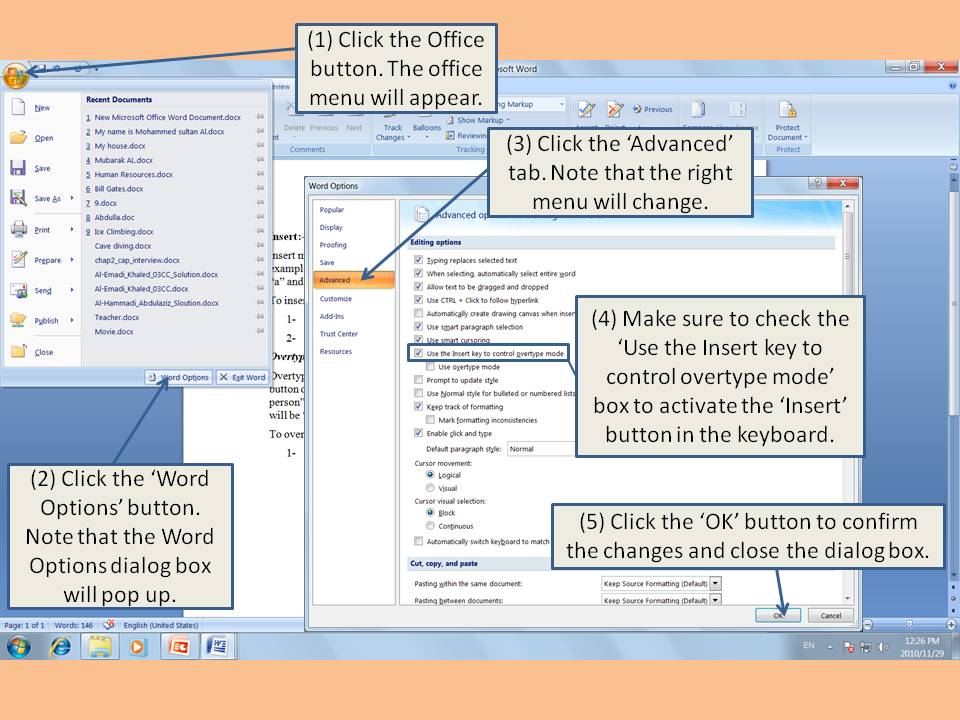 (1) Click the Office
button. The office
menu will appear.
(3) Click the ‘Advanced’
tab. Note that the right
menu will change.
(4) Make sure to check the
‘Use the Insert key to
control overtype mode’
box to activate the ‘Insert’
button in the keyboard.
(2) Click the ‘Word
Options’ button.
Note that the Word
Options dialog box
will pop up.
(5) Click the ‘OK’ button to confirm
the changes and close the dialog box.
soft Word
New
Open
Save
Save As
Print
Prepare
Send
Publish
Close
Recent Documents
1 New Microsoft Office Word Document.docx
2 My name is Mohammed sultan Al.docx
3 My house.docx
4 Mubarak AL.docx
5 Human Resources.docx
6 Bill Gates.docx
7 9.docx
8 Abdulla.doc
9 Ice Climbing.docx
Cave diving.docx
chap2_cap_interview.docx
Al-Emadi_Khaled_03CC_Solution.docx
Al-Emadi_Khaled_03CC.docx
Al-Hammadi_Abdulaziz_Sloution.docx
Teacher.docx
Movie.docx
Word Options
Exit Word
Delete Previous Next
Comments
Track
Changes
Balloons
Markup
Show Markup
Reviewing
Tracking
Previous
Protect
Document
Protect
nsert:-
nsert m
example
“a” and
To inser
1-
2-
Overtyp
Overtyp
button o
person”
will be
To over
1-
Word Options
Popular
Display
Proofing
Save
Advanced
Customize
Add-Ins
Trust Center
Resources
Advanced op
Editing options
Typing replaces selected text
When selecting, automatically select entire word
Allow text to be dragged and dropped
Use CTRL + Click to follow hyperlink
Automatically create drawing canvas when inser
Use smart paragraph selection
Use smart cursoring
Use the Insert key to control overtype mode
Use overtype mode
Prompt to update style
Use Normal style for bulleted or numbered lists
Keep track of formatting
Mark formatting inconsistencies
Enable click and type
Default paragraph style: Normal
Cursor movement:
Logical
Visual
Cursor visual selection:
Block
Continuous
Automatically switch keyboard to match
Cut, copy, and paste
Pasting within the same document: Keep Source Formatting (Default)
Pasting between documents: Keep Source Formatting (Default)
OK
Cancel
Page: 1 of 1 Words: 146 English (United States)
EN
12:26 PM
2010/11/29